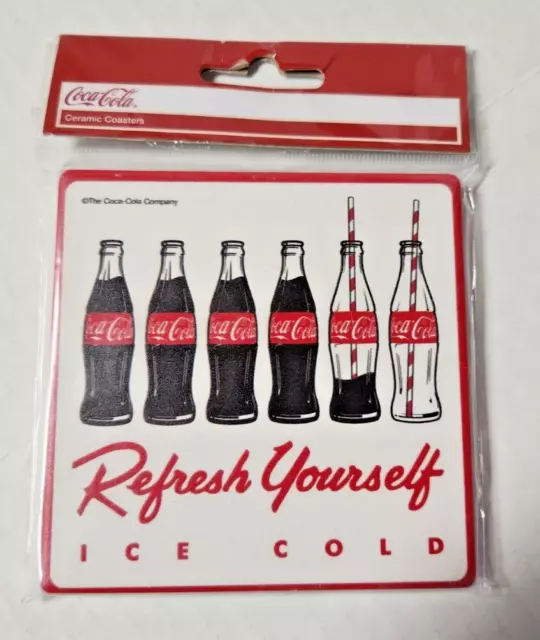 Coca-Cola
Ceramic Coasters
©The Coca-Cola Company
Coca-Cola Coca-Cola Coca-Cola Coca-Cola Coca-Cola Coca-Cola
Refresh Yourself
ICE COLD